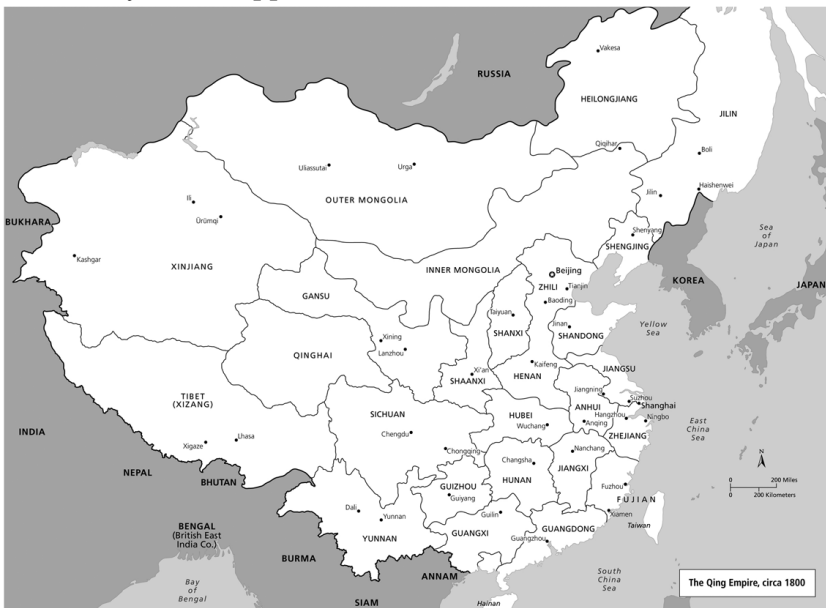 Vakesa
RUSSIA
HEILONGJIANG
JILIN
Qiqihar
Boli
Uliassutai
Urga
Jilin
Haishenwei
OUTER MONGOLIA
Ili
Ürümqi
BUKHARA
Kashgar
XINJIANG
Shenyang
SHENGJING
Sea
of
Japan
INNER MONGOLIA
Beijing
ZHILI
Tianjin
KOREA
JAPAN
GANSU
Baoding
Taiyuan
SHANXI
Jinan
SHANDONG
Yellow
Sea
Xining
Lanzhou
QINGHAI
Xi'an
SHAANXI
Kaifeng
HENAN
JIANGSU
TIBET
(XIZANG)
Jiangning
Suzhou
Shanghai
ANHUI
Hangzhou
Ningbo
Anqing
SICHUAN
HUBEI
Wuchang
ZHEJIANG
East
China
Sea
INDIA
Xigaze
Lhasa
Chengdu
Chongqing
Changsha
HUNAN
Nanchang
JIANGXI
N
NEPAL
BHUTAN
GUIZHOU
Guiyang
Fuzhou
FUJIAN
0 200 Miles
0 200 Kilometers
Dali
Yunnan
YUNNAN
Guilin
GUANGXI
GUANGDONG
Guangzhou
Xiamen
Taiwan
BENGAL
(British East
India Co.)
BURMA
ANNAM
SIAM
Bay
of
Bengal
South
China
Sea
Hainan
The Qing Empire, circa 1800